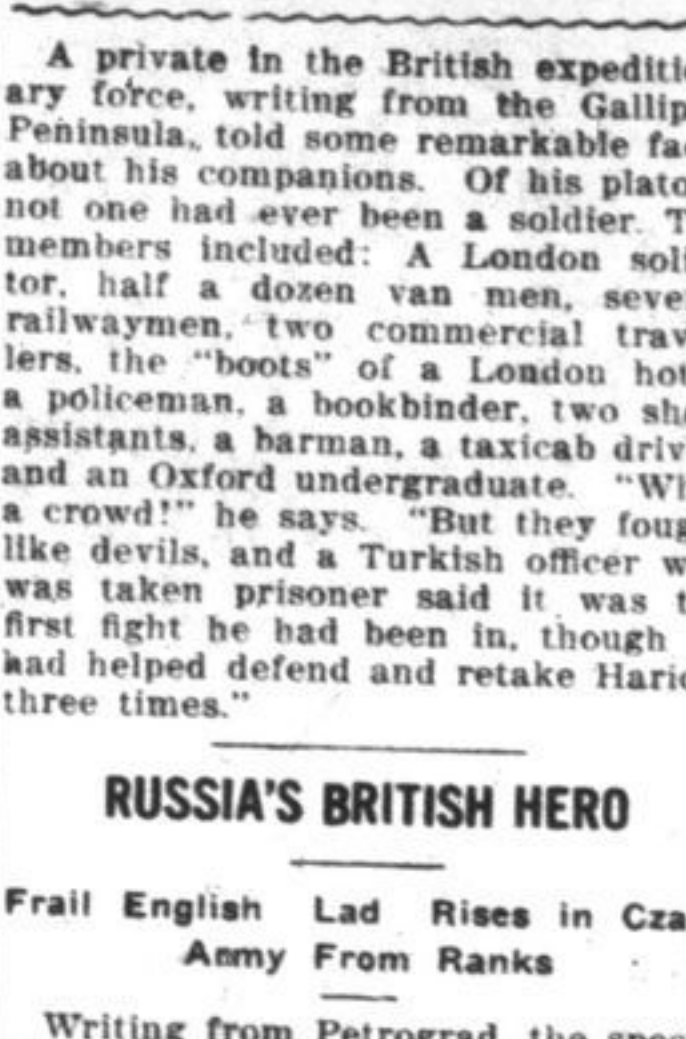 A private in the British expediti
ary force, writing from the Gallip
Peninsula, told some remarkable fa
about his companions. Of his plato
not one had ever been a soldier. T
members included: A London soli
tor, half a dozen van men, seve
railwaymen, two commercial trav
lers, the "boots" of a London hot
a policeman, a bookbinder, two sh
assistants, a barman, a taxicab driv
and an Oxford undergraduate. "Wh
a crowd!" he says. "But they foug
like devils, and a Turkish officer w
was taken prisoner said it was t
first fight he had been in, though
had helped defend and retake Hari
three times."
RUSSIA'S BRITISH HERO
Frail English Lad Rises in Cza
Army From Ranks
Writing from Petrograd, the spec